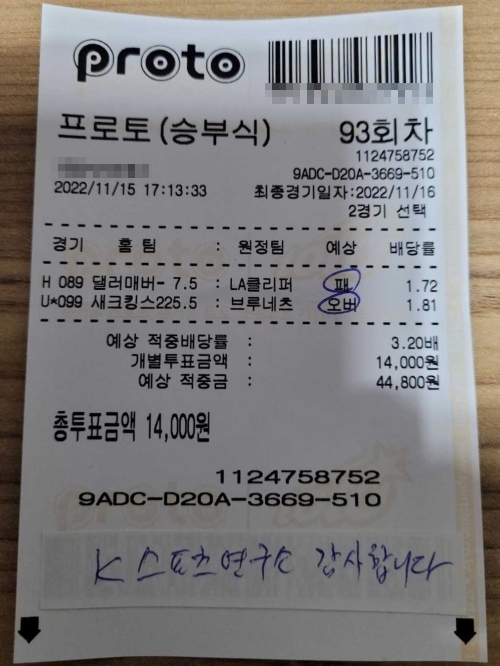 proto
프로토(승부식) 93회차
1124758752
9ADC-D20A-3669-510
2022/11/15 17:13:33 최종경기일자:2022/11/16
2경기 선택
경기 홈팀 : 원정팀 예상 배당률
H 089 댈러매버- 7.5 : LA클리퍼 패 1.72
U*099 새크킹스225.5 : 브루네츠 오버 1.81
예상 적중배당률 : 3.20배
개별투표금액 : 14,000원
예상 적중금 : 44,800원
총투표금액 14,000원
1124758752
9ADC-D20A-3669-510
K 스포츠연구소 감사합니다